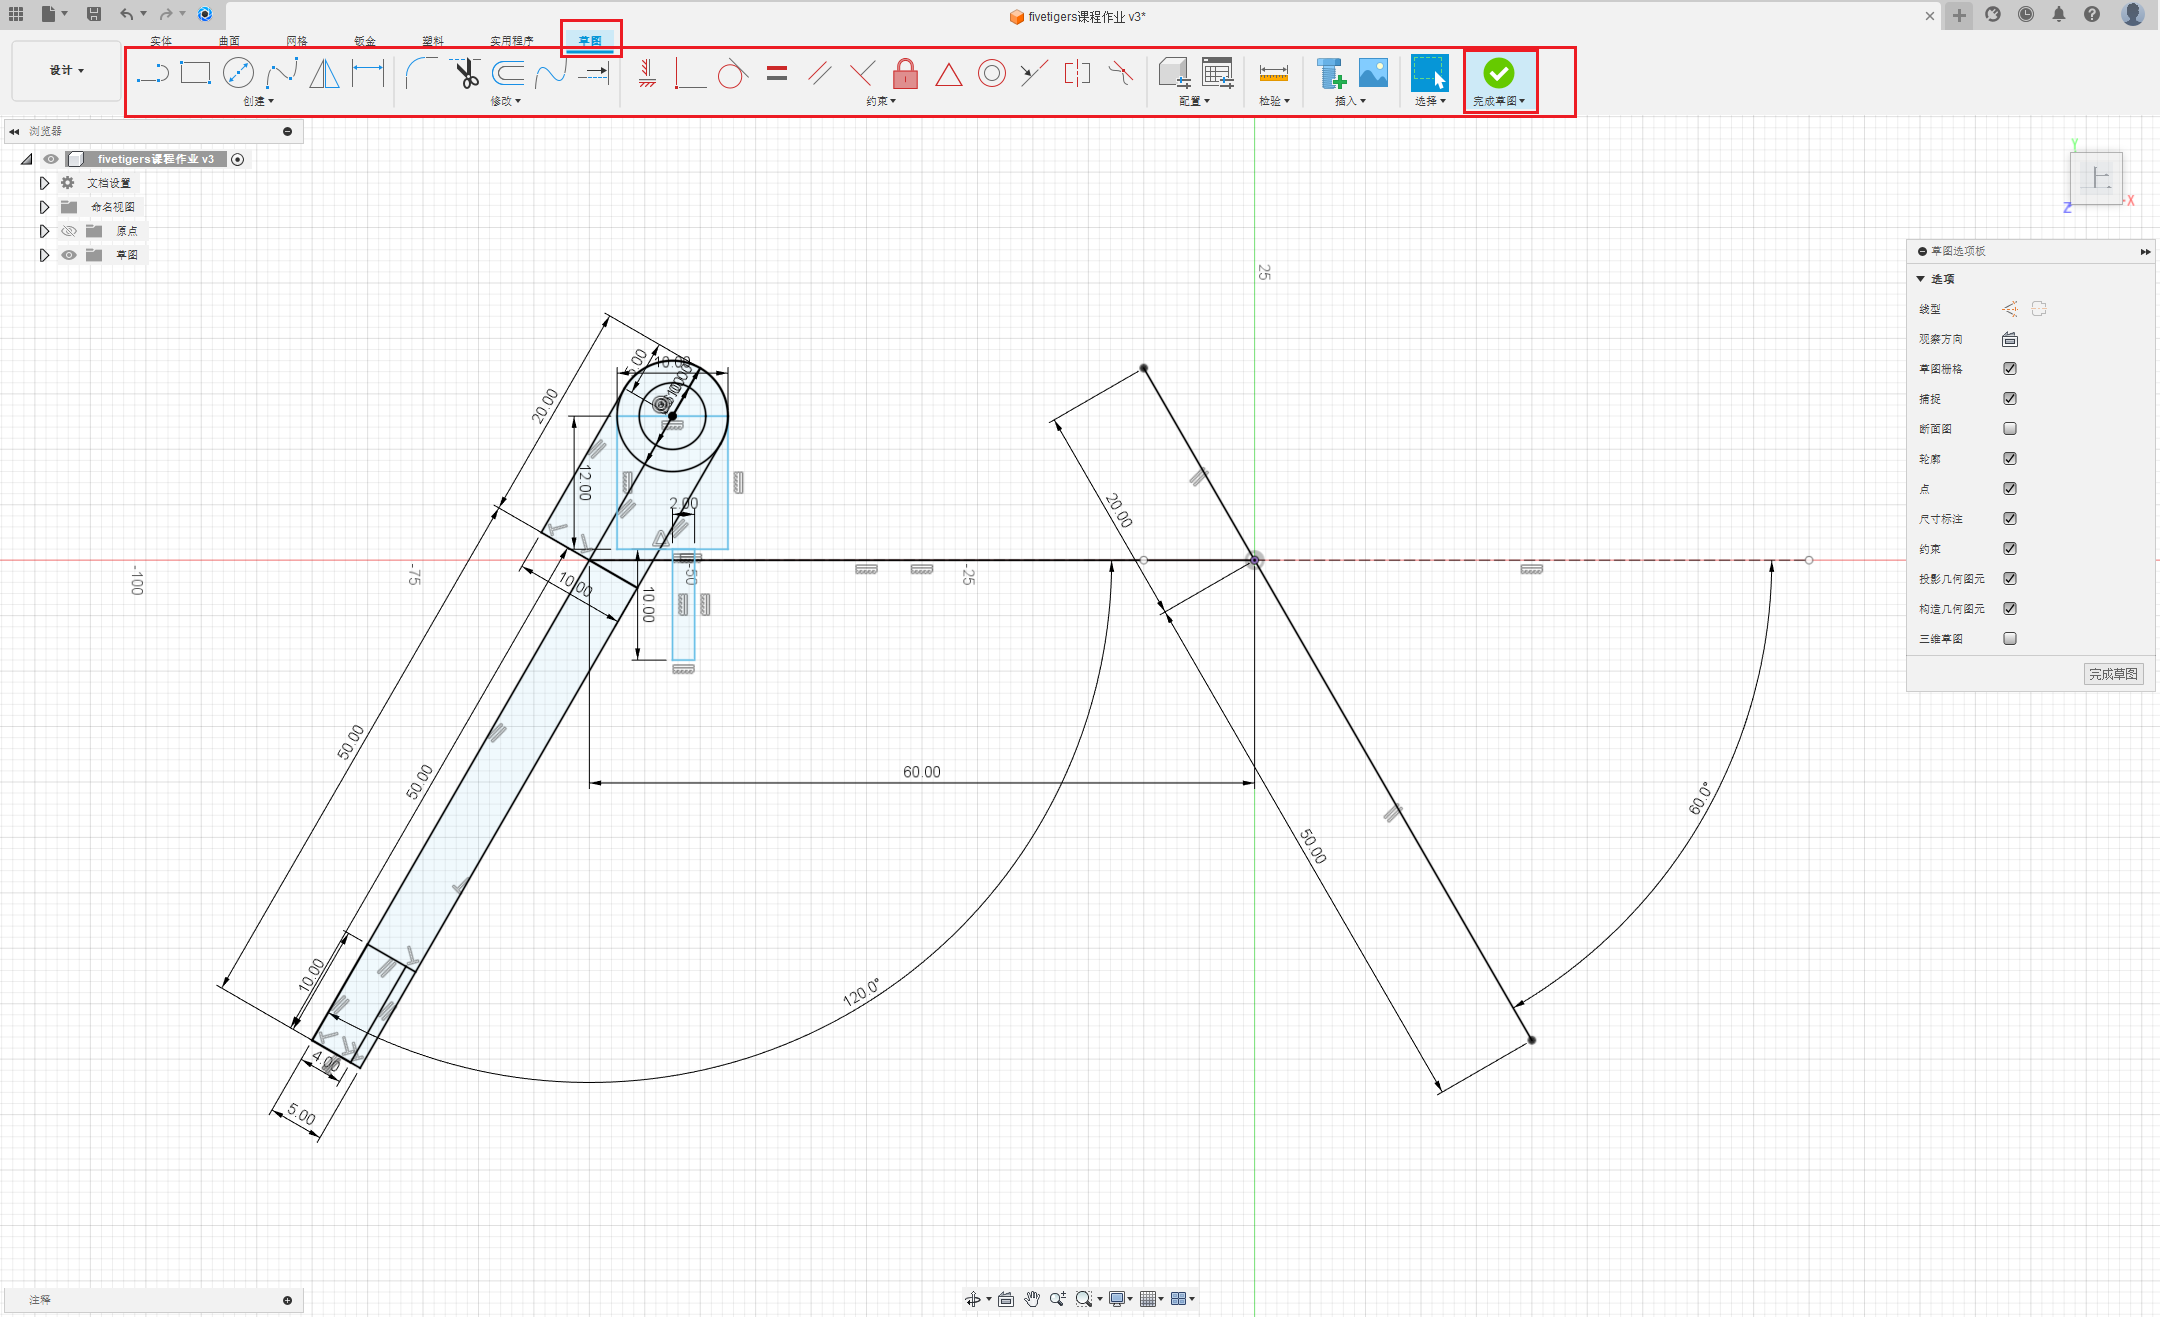 fivetigers课程作业 v3*
实体 曲面 网格 钣金 塑料 实用程序 草图
设计
创建 修改 约束 配置 检验 插入 选择 完成草图
浏览器
fivetigers课程作业 v3
文档设置
命名视图
原点
草图
上
Y
X
Z
草图选项板
选项
线型
观察方向
草图栅格
捕捉
断面图
轮廓
点
尺寸标注
约束
投影几何图元
构造几何图元
三维草图
完成草图
25
-100
-75
-50
-25
20.00
5.00
12.00
2.00
10.00
10.00
50.00
50.00
10.00
4.00
5.00
60.00
120.0°
20.00
50.00
60.0°
注释